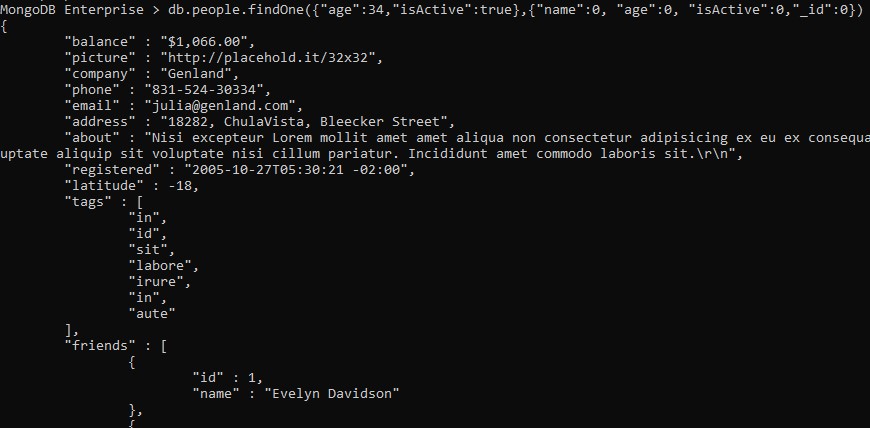 MongoDB Enterprise > db.people.findOne({"age":34,"isActive":true},{"name":0, "age":0, "isActive":0,"_id":0})
{
"balance" : "$1,066.00",
"picture" : "http://placehold.it/32x32",
"company" : "Genland",
"phone" : "831-524-30334",
"email" : "julia@genland.com",
"address" : "18282, ChulaVista, Bleecker Street",
"about" : "Nisi excepteur Lorem mollit amet amet aliqua non consectetur adipisicing ex eu ex consequa
uptate aliquip sit voluptate nisi cillum pariatur. Incididunt amet commodo laboris sit.\r\n",
"registered" : "2005-10-27T05:30:21 -02:00",
"latitude" : -18,
"tags" : [
"in",
"id",
"sit",
"labore",
"irure",
"in",
"aute"
],
"friends" : [
{
"id" : 1,
"name" : "Evelyn Davidson"
},
{